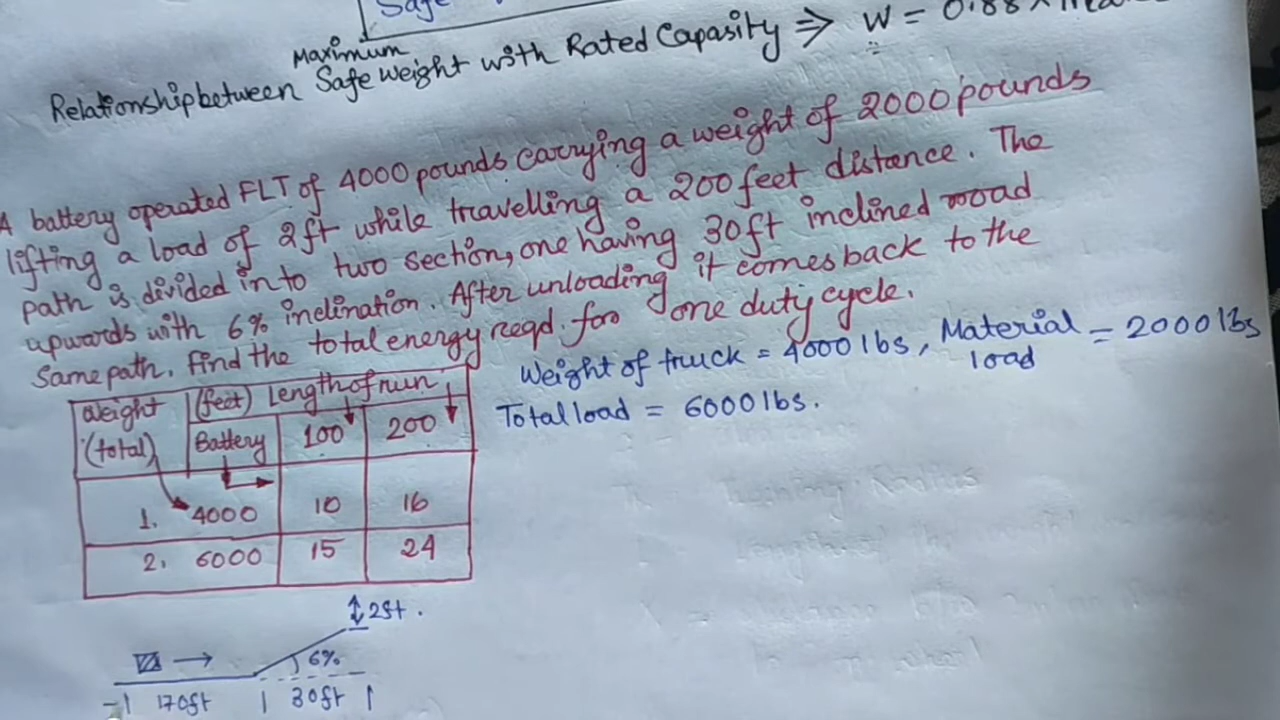 Safe
Maximum
Relationship between Safe weight with Rated Capasity ⇒ W = 0.88 ×
A battery operated FLT of 4000 pounds carrying a weight of 2000 pounds
lifting a load of 2ft while travelling a 200 feet distance. The
path is divided in to two section, one having 30ft inclined road
upwards with 6% inclination. After unloading it comes back to the
same path. Find the total energy reqd. for one duty cycle.
Weight of truck = 4000 lbs, Material load = 2000 lbs
Total load = 6000 lbs.
Weight (total) (feet) Length of run
Battery 100 200
1. 4000 10 16
2. 6000 15 24
2ft.
6%
170ft 30ft